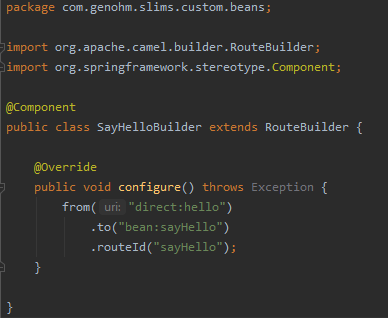 package com.genohm.slims.custom.beans;
import org.apache.camel.builder.RouteBuilder;
import org.springframework.stereotype.Component;
@Component
public class SayHelloBuilder extends RouteBuilder {
@Override
public void configure() throws Exception {
from( uri: "direct:hello")
.to("bean:sayHello")
.routeId("sayHello");
}
}